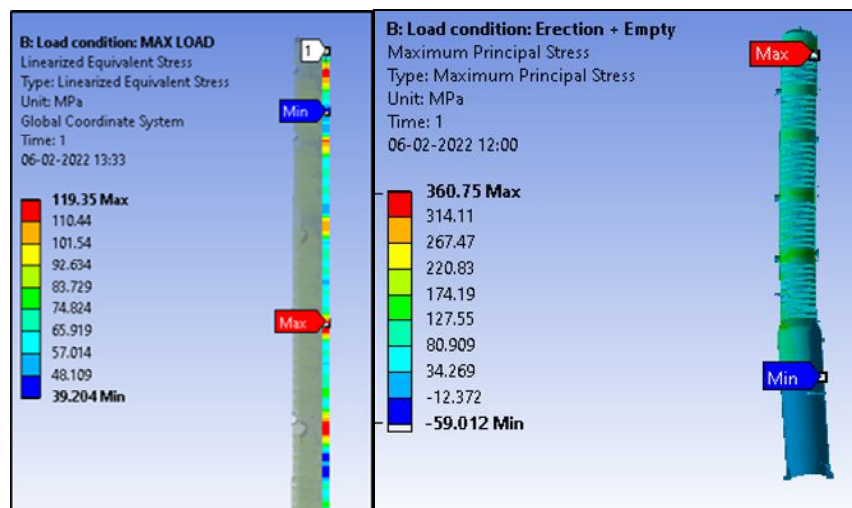 B: Load condition: MAX LOAD
Linearized Equivalent Stress
Type: Linearized Equivalent Stress
Unit: MPa
Global Coordinate System
Time: 1
06-02-2022 13:33
119.35 Max
110.44
101.54
92.634
83.729
74.824
65.919
57.014
48.109
39.204 Min
1
Min
Max
B: Load condition: Erection + Empty
Maximum Principal Stress
Type: Maximum Principal Stress
Unit: MPa
Time: 1
06-02-2022 12:00
360.75 Max
314.11
267.47
220.83
174.19
127.55
80.909
34.269
-12.372
-59.012 Min
Max
Min